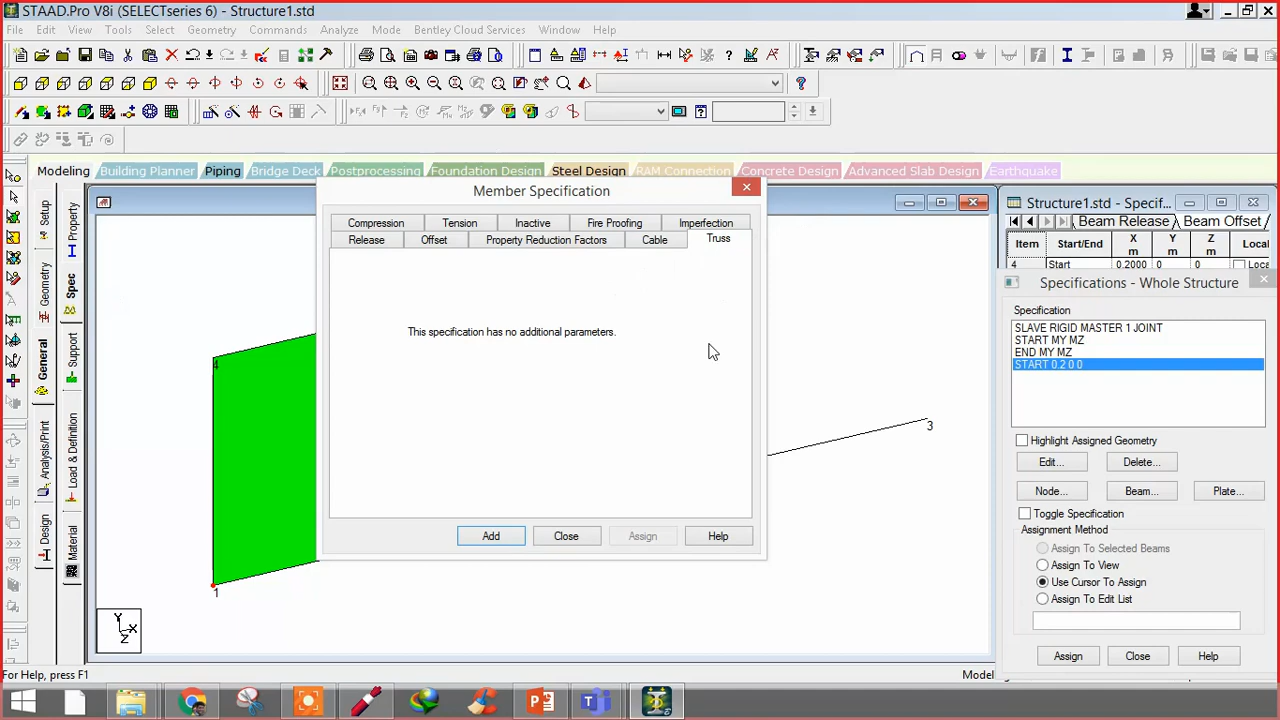 STAAD.Pro V8i (SELECTseries 6) - Structure1.std
File Edit View Tools Select Geometry Commands Analyze Mode Bentley Cloud Services Window Help
Modeling Building Planner Piping Bridge Deck Postprocessing Foundation Design Steel Design RAM Connection Concrete Design Advanced Slab Design Earthquake
Setup
Geometry
General
Analysis/Print
Design
Property
Spec
Support
Load & Definition
Material
Member Specification
Compression Tension Inactive Fire Proofing Imperfection
Release Offset Property Reduction Factors Cable Truss
This specification has no additional parameters.
Add Close Assign Help
4
1
3
Y
X
Z
Structure1.std - Specif...
Beam Release Beam Offset
Item Start/End X m Y m Z m Loca
4 Start 0.2000 0 0 Loca
Specifications - Whole Structure
Specification
SLAVE RIGID MASTER 1 JOINT
START MY MZ
END MY MZ
START 0.2 0 0
Highlight Assigned Geometry
Edit... Delete...
Node... Beam... Plate...
Toggle Specification
Assignment Method
Assign To Selected Beams
Assign To View
Use Cursor To Assign
Assign To Edit List
Assign Close Help
For Help, press F1
Model